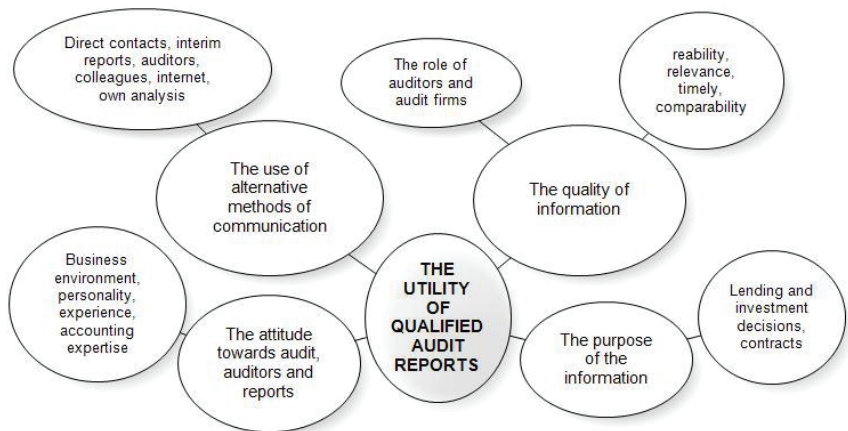 Direct contacts, interim
reports, auditors,
colleagues, internet,
own analysis
The role of
auditors and
audit firms
reability,
relevance,
timely,
comparability
The use of
alternative
methods of
communication
The quality of
information
Business
environment,
personality,
experience,
accounting
expertise
THE
UTILITY
OF
QUALIFIED
AUDIT
REPORTS
Lending and
investment
decisions,
contracts
The attitude
towards audit,
auditors and
reports
The purpose
of the
information